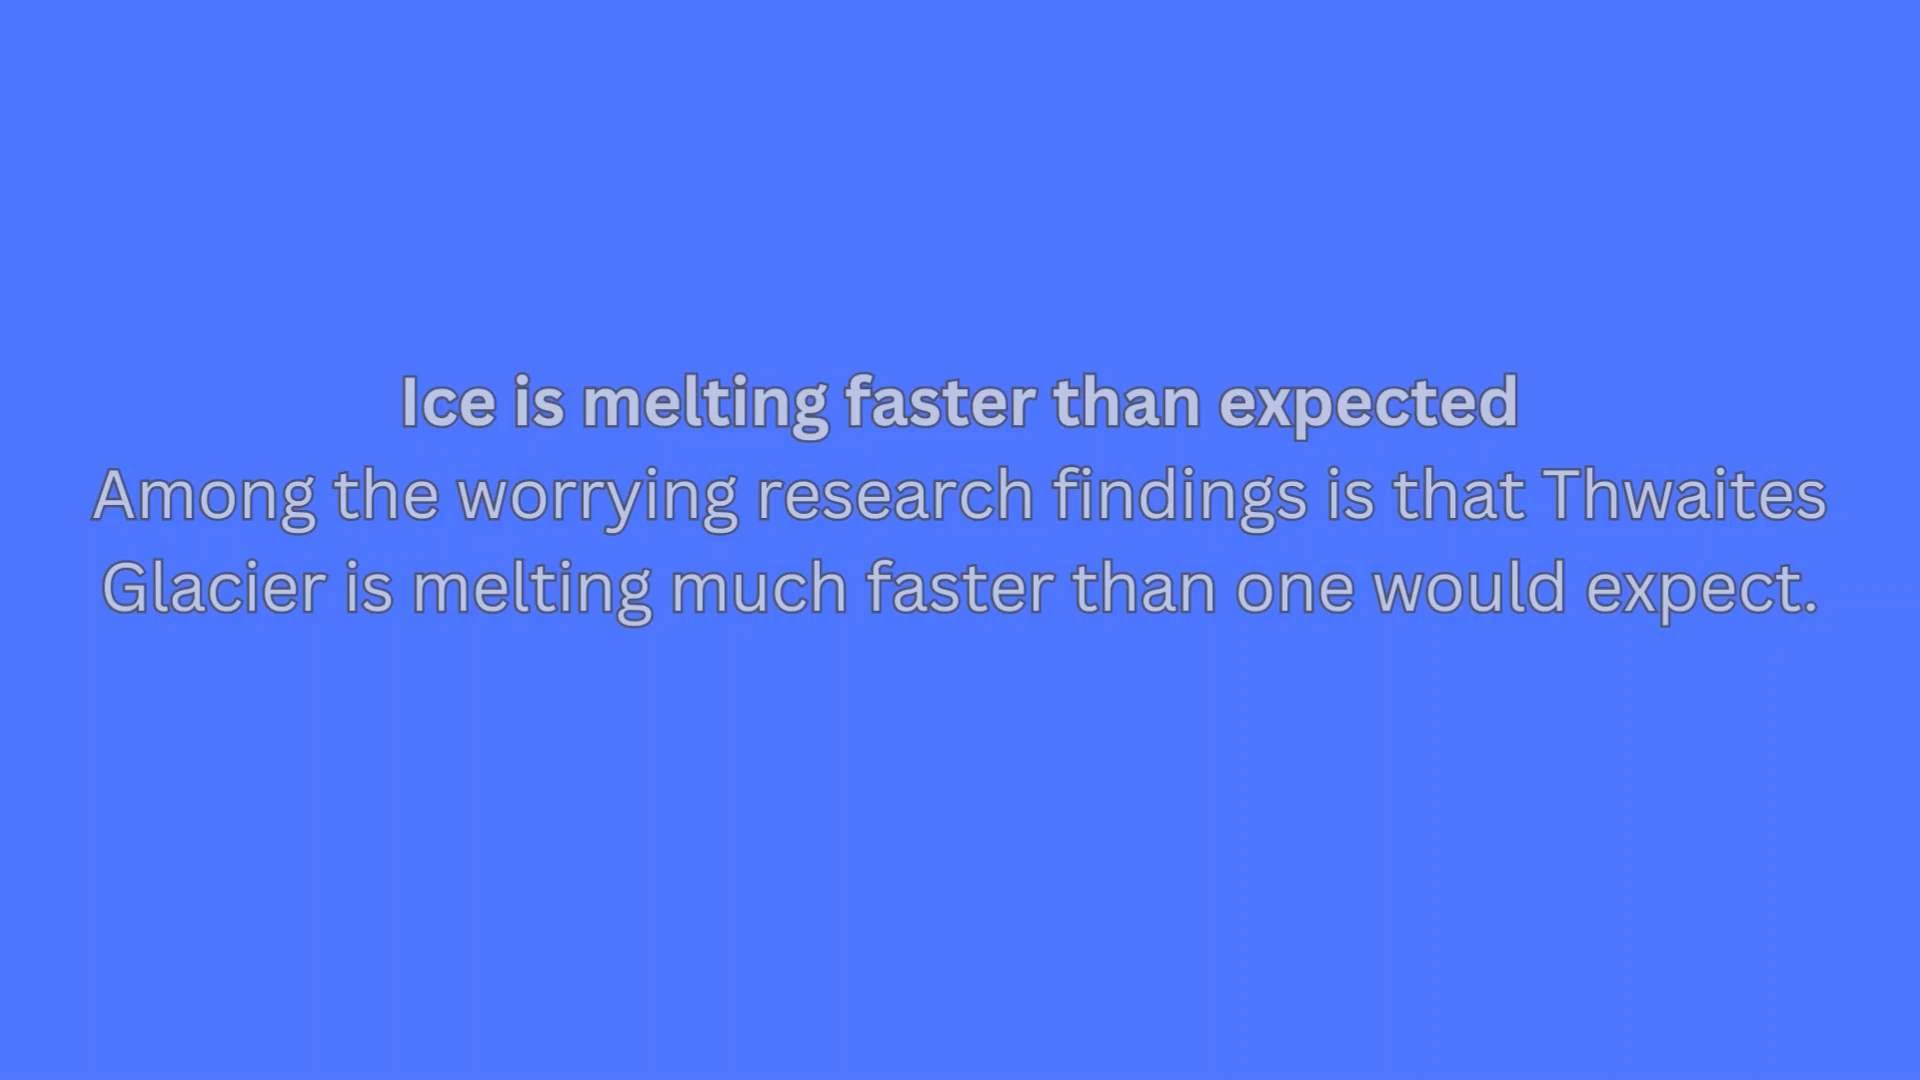 Ice is melting faster than expected
Among the worrying research findings is that Thwaites
Glacier is melting much faster than one would expect.